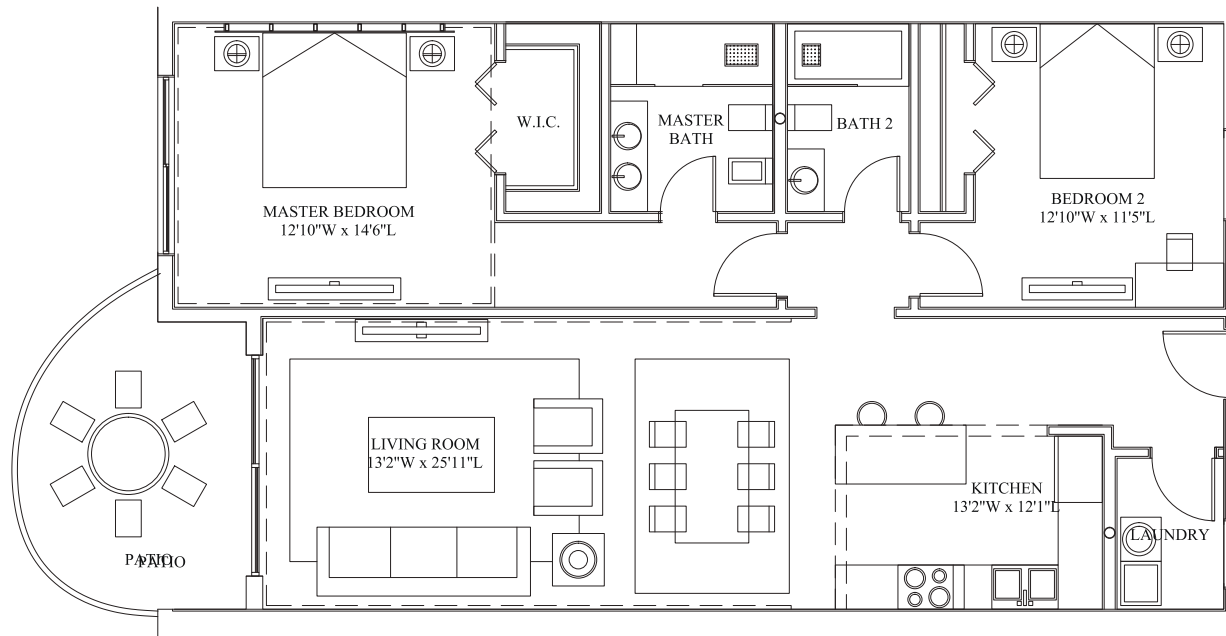 W.I.C.
MASTER
BATH
BATH 2
MASTER BEDROOM
12'10"W x 14'6"L
BEDROOM 2
12'10"W x 11'5"L
LIVING ROOM
13'2"W x 25'11"L
KITCHEN
13'2"W x 12'1"L
LAUNDRY
PATIO
PATIO